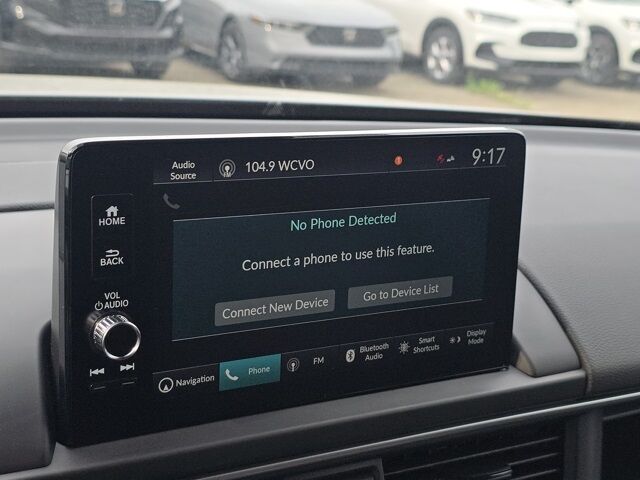 Audio
Source
FM
104.9 WCVO
9:17
HOME
BACK
VOL
AUDIO
No Phone Detected
Connect a phone to use this feature.
Connect New Device
Go to Device List
Navigation
Phone
FM
Bluetooth
Audio
Smart
Shortcuts
Display
Mode